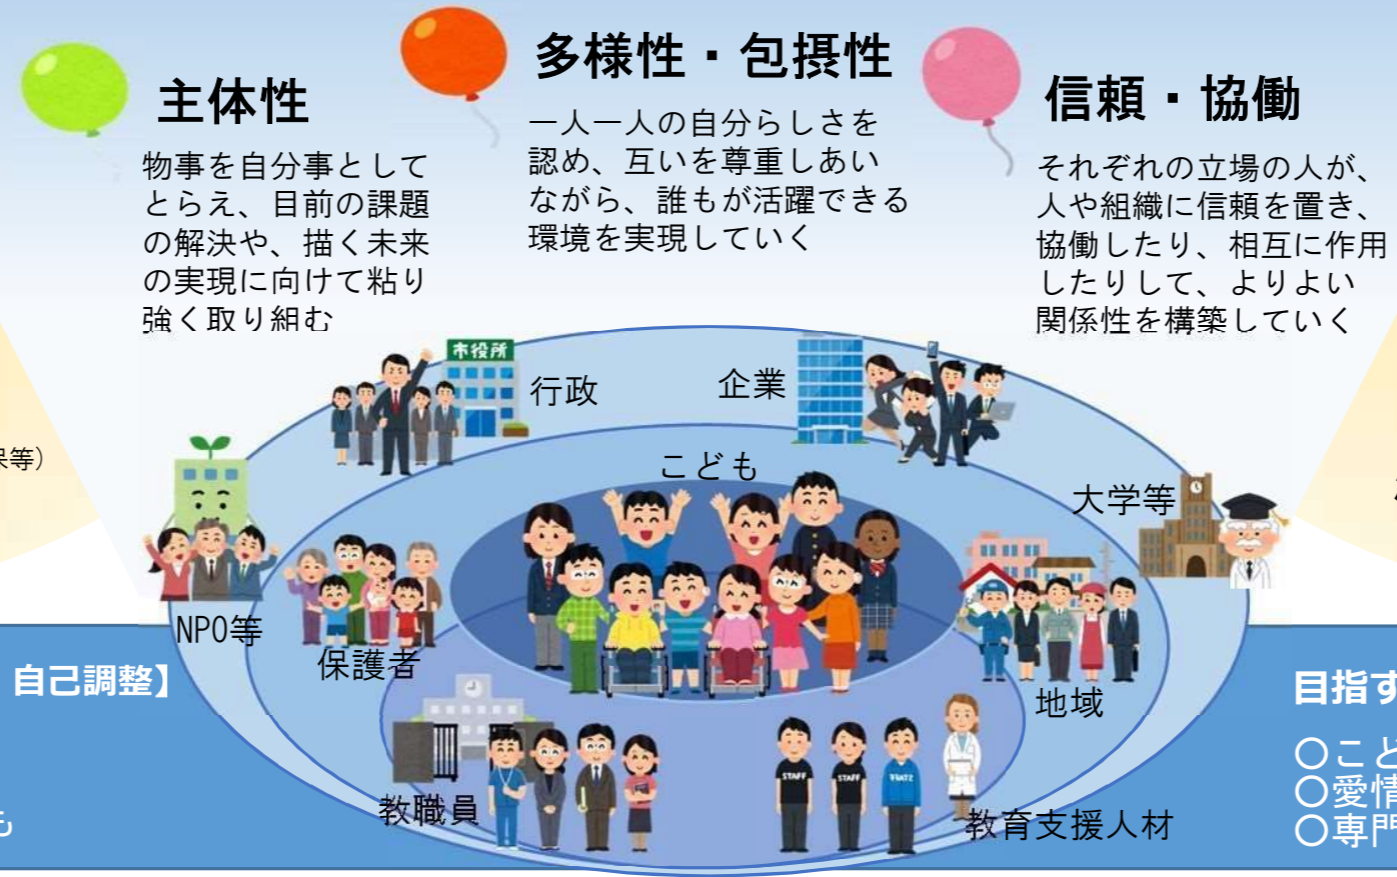 主体性
物事を自分事として
とらえ、目前の課題
の解決や、描く未来
の実現に向けて粘り
強く取り組む
多様性・包摂性
一人一人の自分らしさを
認め、互いを尊重しあい
ながら、誰もが活躍できる
環境を実現していく
信頼・協働
それぞれの立場の人が、
人や組織に信頼を置き、
協働したり、相互に作用
したりして、よりよい
関係性を構築していく
市役所
行政
企業
こども
大学等
等）
NPO等
保護者
地域
自己調整】
も
教職員
STAFF
STAFF
教育支援人材
目指す
〇こど
〇愛情
〇専門